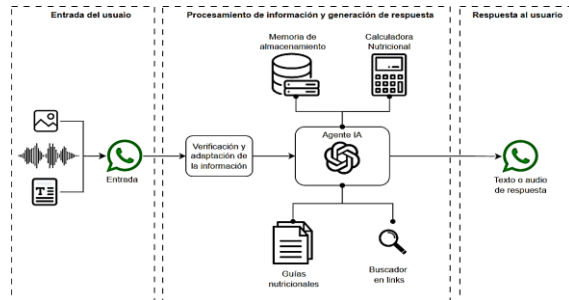 Entrada del usuaio
Procesamiento de información y generación de respuesta
Respuesta al usuario
Memoria de
almacenamiento
Calculadora
Nutricional
Verificación y
adaptación de
la información
Agente IA
Entrada
Texto o audio
de respuesta
Guías
nutricionales
Buscador
en links